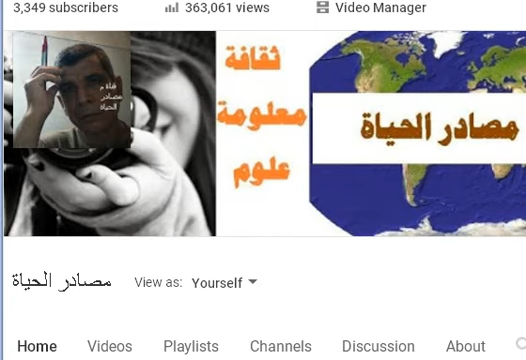 3,349 subscribers 363,061 views Video Manager
ثقافة
معلومة
علوم
مصادر الحياة
قناة م
مصادر
الحياة
مصادر الحياة View as: Yourself
Home Videos Playlists Channels Discussion About